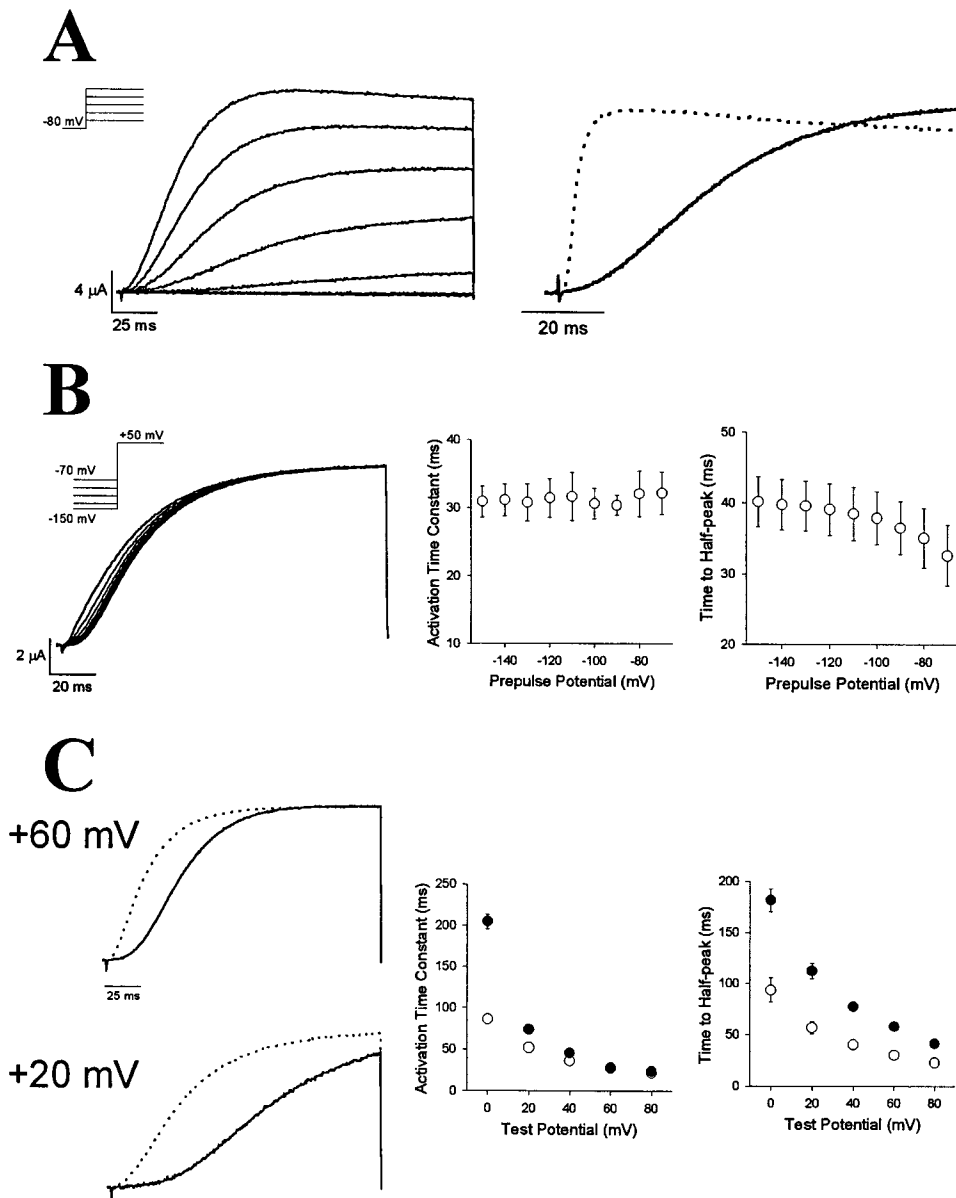 A
-80 mV
4 µA
25 ms
20 ms
B
+50 mV
-70 mV
-150 mV
2 µA
20 ms
Activation Time Constant (ms)
40
30
20
10
-140 -120 -100 -80
Prepulse Potential (mV)
Time to Half-peak (ms)
50
40
30
20
-140 -120 -100 -80
Prepulse Potential (mV)
C
+60 mV
25 ms
+20 mV
Activation Time Constant (ms)
250
200
150
100
50
0
0 20 40 60 80
Test Potential (mV)
Time to Half-peak (ms)
200
150
100
50
0
0 20 40 60 80
Test Potential (mV)